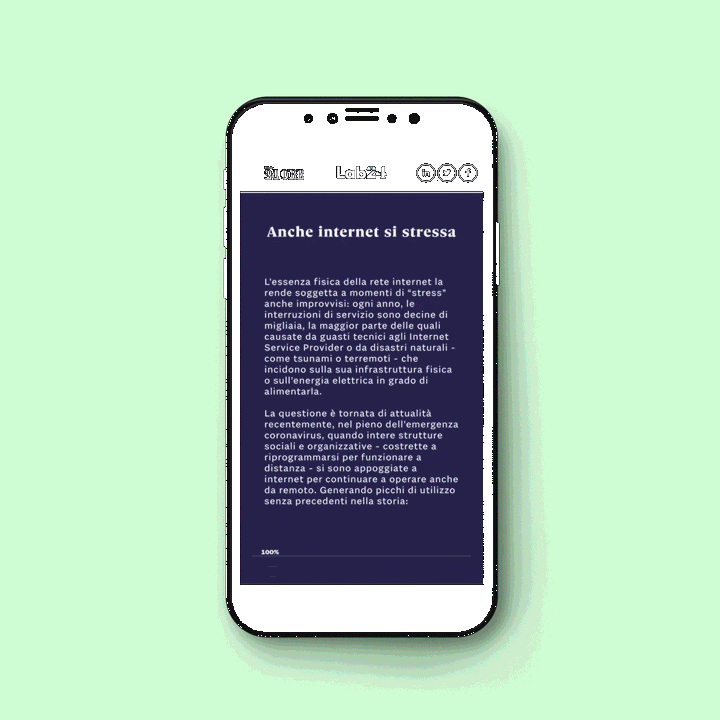 Lab24
in
Anche internet si stressa
L'essenza fisica della rete internet la
rende soggetta a momenti di "stress"
anche improvvisi: ogni anno, le
interruzioni di servizio sono decine di
migliaia, la maggior parte delle quali
causate da guasti tecnici agli Internet
Service Provider o da disastri naturali -
come tsunami o terremoti - che
incidono sulla sua infrastruttura fisica
o sull'energia elettrica in grado di
alimentarla.
La questione è tornata di attualità
recentemente, nel pieno dell'emergenza
coronavirus, quando intere strutture
sociali e organizzative - costrette a
riprogrammarsi per funzionare a
distanza - si sono appoggiate a
internet per continuare a operare anche
da remoto. Generando picchi di utilizzo
senza precedenti nella storia:
100%